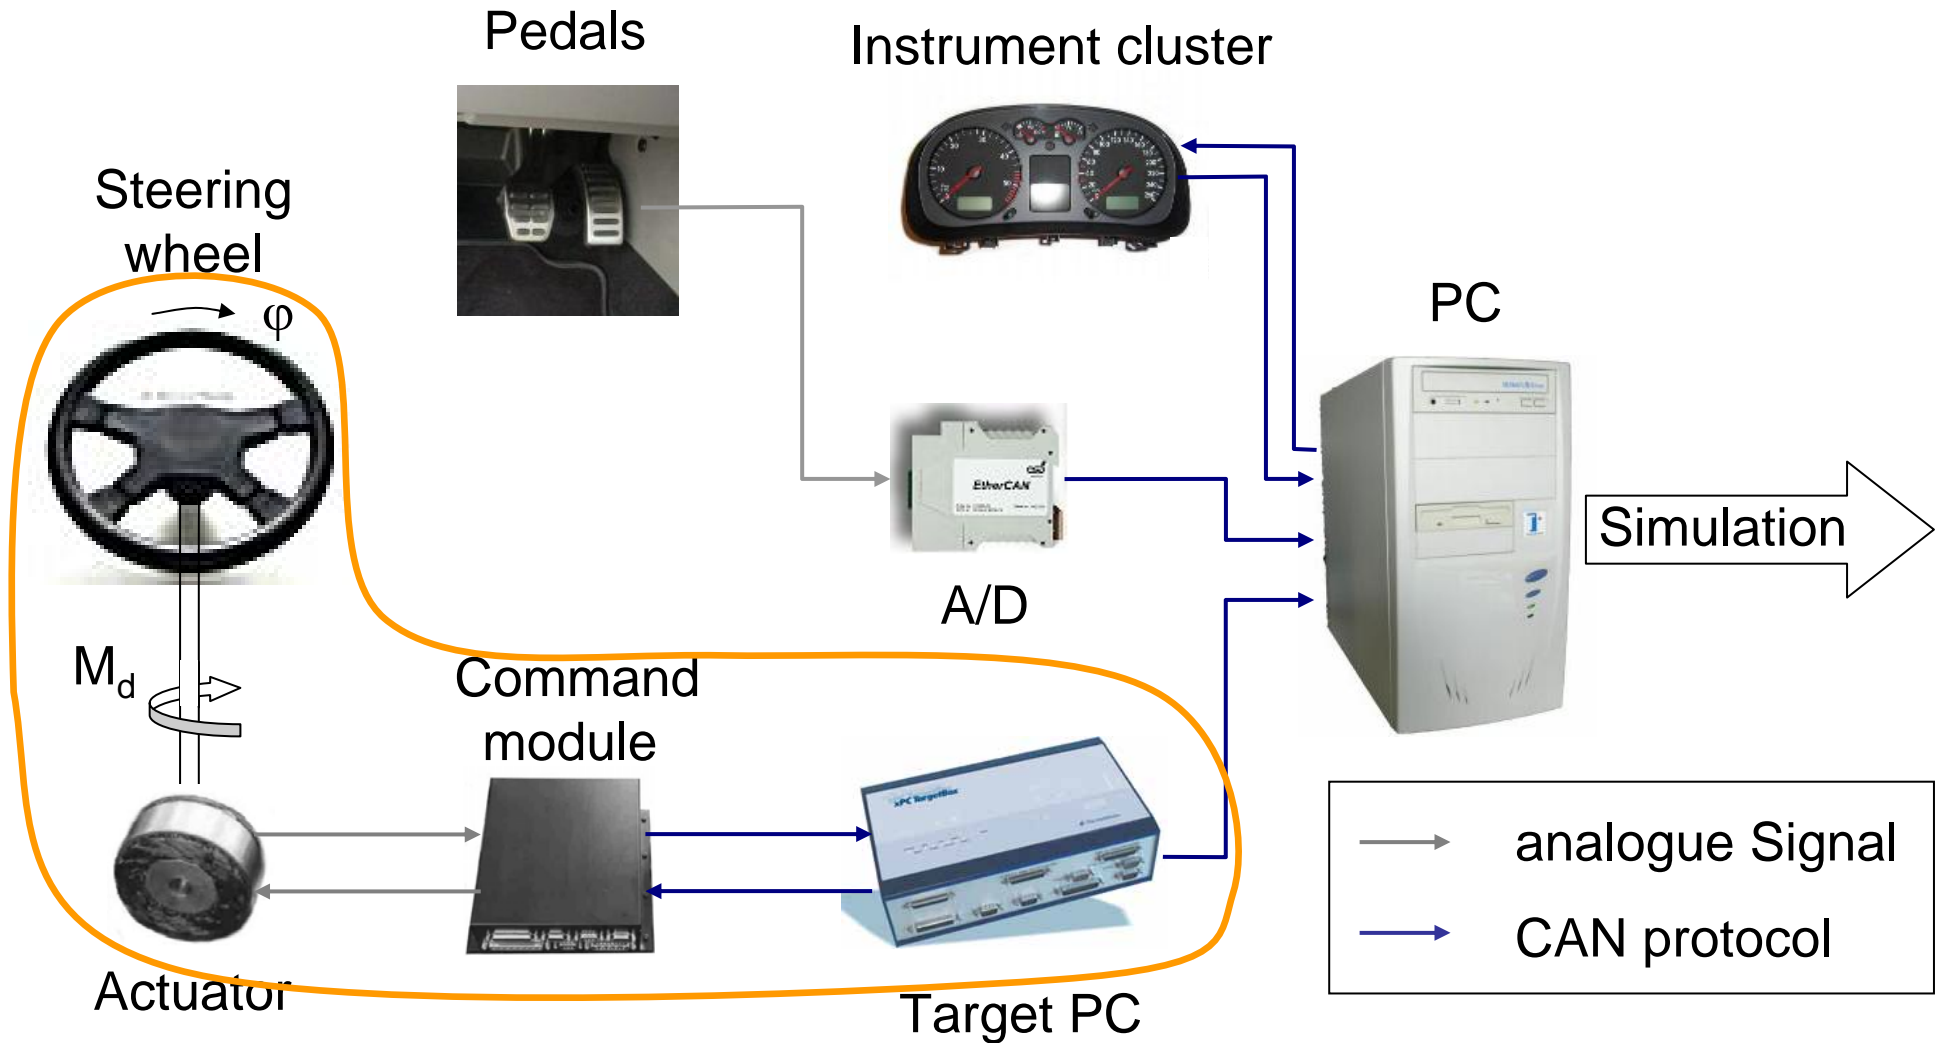 Pedals
Instrument cluster
Steering
wheel
φ
PC
EtherCAN
Simulation
A/D
M_d
Command
module
xPC TargetBox
analogue Signal
CAN protocol
Actuator
Target PC